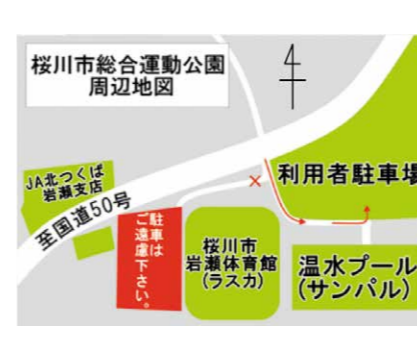 桜川市総合運動公園
周辺地図
JA北つくば
岩瀬支店
至国道50号
駐車は
ご遠慮下さい。
利用者駐車場
桜川市
岩瀬体育館
(ラスカ)
温水プール
(サンパル)